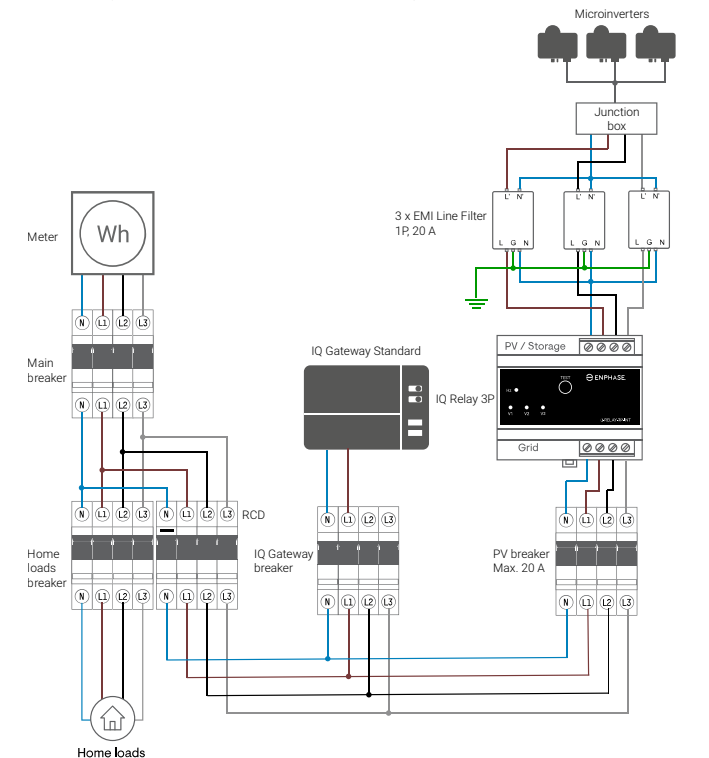 Microinverters
Junction
box
L' N'
L' N'
L' N'
3 x EMI Line Filter
1P, 20 A
L G N
L G N
L G N
Meter
Wh
N L1 L2 L3
Main
breaker
N L1 L2 L3
IQ Gateway Standard
IQ Relay 3P
PV / Storage
TEST
ENPHASE.
V1 V2 V3
Grid
N L1 L2 L3
N L1 L2 L3
RCD
N L1 L2 L3
N L1 L2 L3
Home
loads
breaker
IQ Gateway
breaker
PV breaker
Max. 20 A
N L1 L2 L3
N L1 L2 L3
N L1 L2 L3
N L1 L2 L3
Home loads